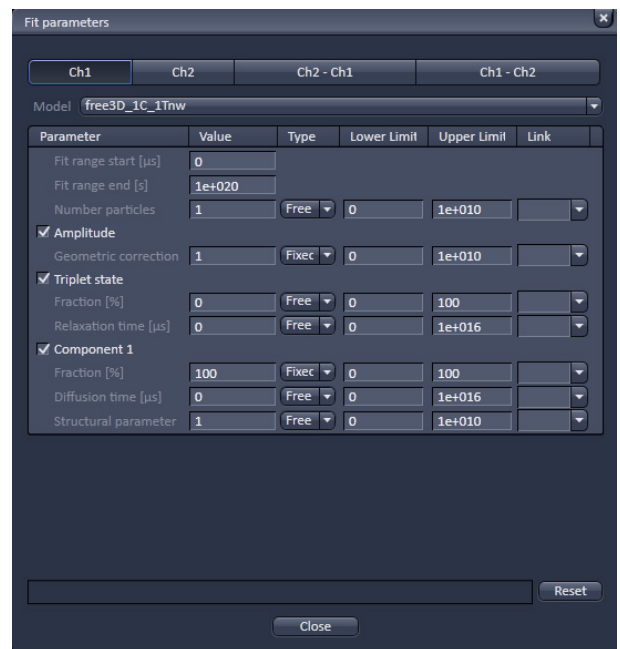 Fit parameters
x
Ch1 Ch2 Ch2 - Ch1 Ch1 - Ch2
Model free3D_1C_1Tnw
Parameter Value Type Lower Limit Upper Limit Link
Fit range start [µs] 0
Fit range end [s] 1e+020
Number particles 1 Free 0 1e+010
Amplitude
Geometric correction 1 Fixec 0 1e+010
Triplet state
Fraction [%] 0 Free 0 100
Relaxation time [µs] 0 Free 0 1e+016
Component 1
Fraction [%] 100 Fixec 0 100
Diffusion time [µs] 0 Free 0 1e+016
Structural parameter 1 Free 0 1e+010
Reset
Close